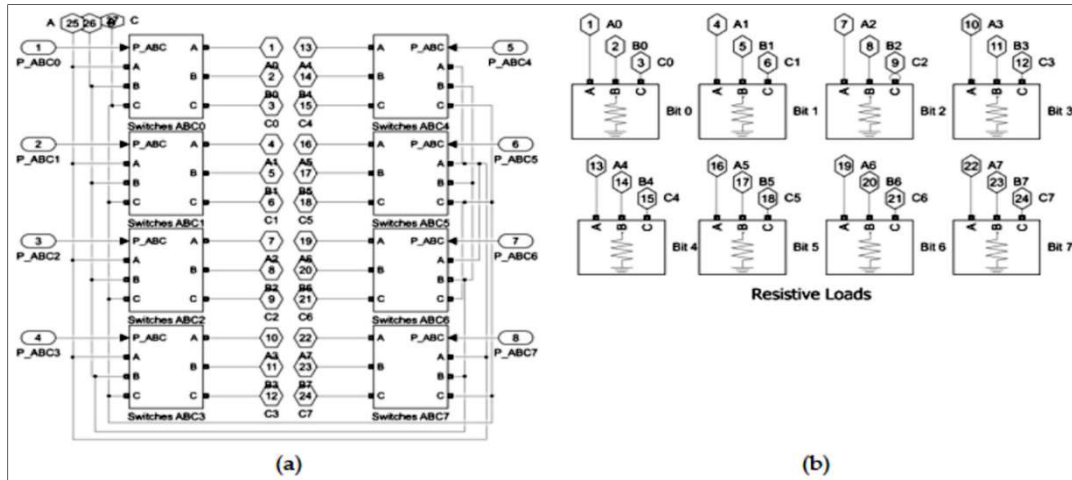 A 25 26 C
1 P_ABC A 1 13 A P_ABC 5
P_ABC0 A A0 A4 A P_ABC4
B B 2 14 B B
B0 B4
C C 3 15 C C
Switches ABC0 C0 C4 Switches ABC4
2 P_ABC A 4 16 A P_ABC 6
P_ABC1 A A1 A5 A P_ABC5
B B 5 17 B B
B1 B5
C C 6 18 C C
Switches ABC1 C1 C5 Switches ABC5
3 P_ABC A 7 19 A P_ABC 7
P_ABC2 A A2 A6 A P_ABC6
B B 8 20 B B
B2 B6
C C 9 21 C C
Switches ABC2 C2 C6 Switches ABC6
4 P_ABC A 10 22 A P_ABC 8
P_ABC3 A A3 A7 A P_ABC7
B B 11 23 B B
B3 B7
C C 12 24 C C
Switches ABC3 C3 C7 Switches ABC7
(a)
1 A0 4 A1 7 A2 10 A3
2 B0 5 B1 8 B2 11 B3
3 C0 6 C1 9 C2 12 C3
A B C A B C A B C A B C
Bit 0 Bit 1 Bit 2 Bit 3
13 A4 16 A5 19 A6 22 A7
14 B4 17 B5 20 B6 23 B7
15 C4 18 C5 21 C6 24 C7
A B C A B C A B C A B C
Bit 4 Bit 5 Bit 6 Bit 7
Resistive Loads
(b)